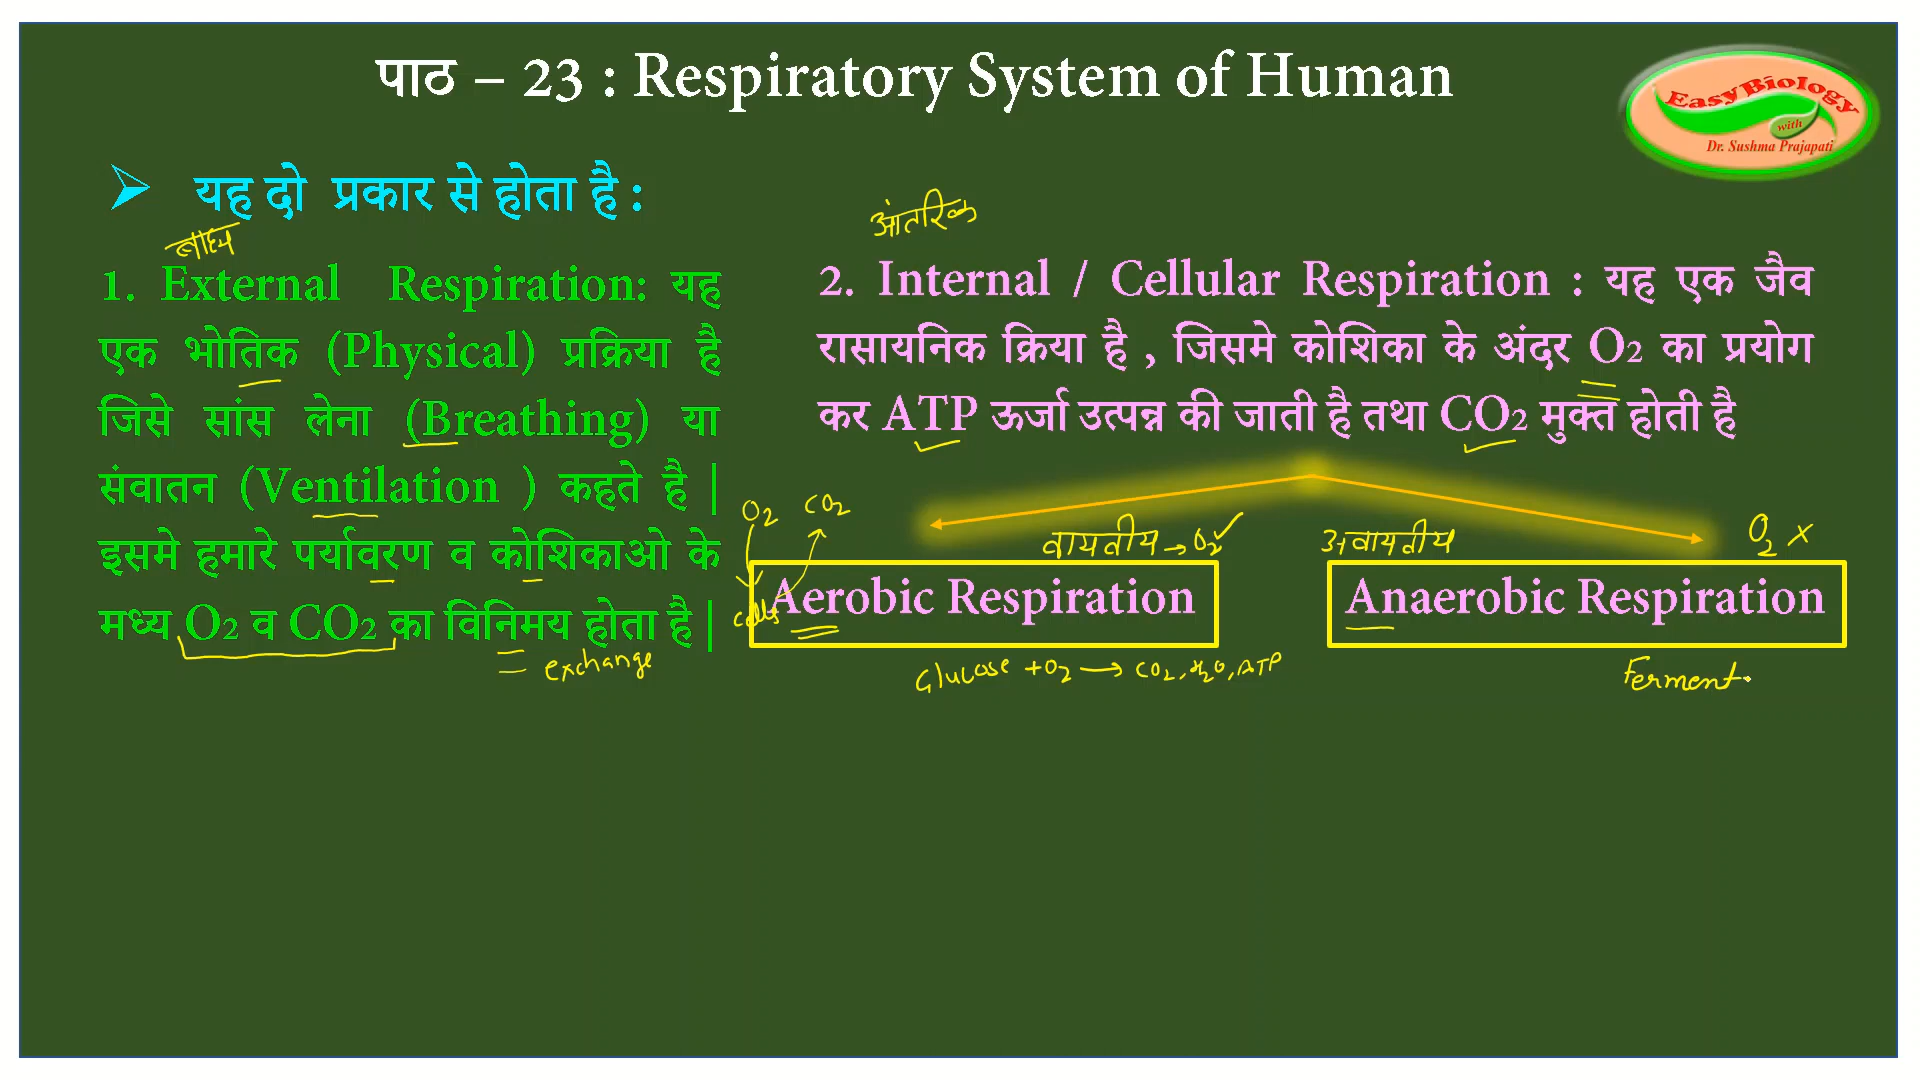 पाठ – 23 : Respiratory System of Human
EasyBiology
with
Dr. Sushma Prajapati
➢ यह दो प्रकार से होता है :
बाह्य
1. External Respiration: यह
एक भोतिक (Physical) प्रक्रिया है
जिसे सांस लेना (Breathing) या
संवातन (Ventilation ) कहते है |
इसमे हमारे पर्यावरण व कोशिकाओ के
मध्य O2 व CO2 का विनिमय होता है |
exchange
आंतरिक
2. Internal / Cellular Respiration : यह एक जैव
रासायनिक क्रिया है , जिसमे कोशिका के अंदर O2 का प्रयोग
कर ATP ऊर्जा उत्पन्न की जाती है तथा CO2 मुक्त होती है
O2 CO2
cells
वायवीय → O2 ✓
Aerobic Respiration
Glucose + O2 → CO2, H2O, ATP
अवायवीय O2 ×
Anaerobic Respiration
Ferment.